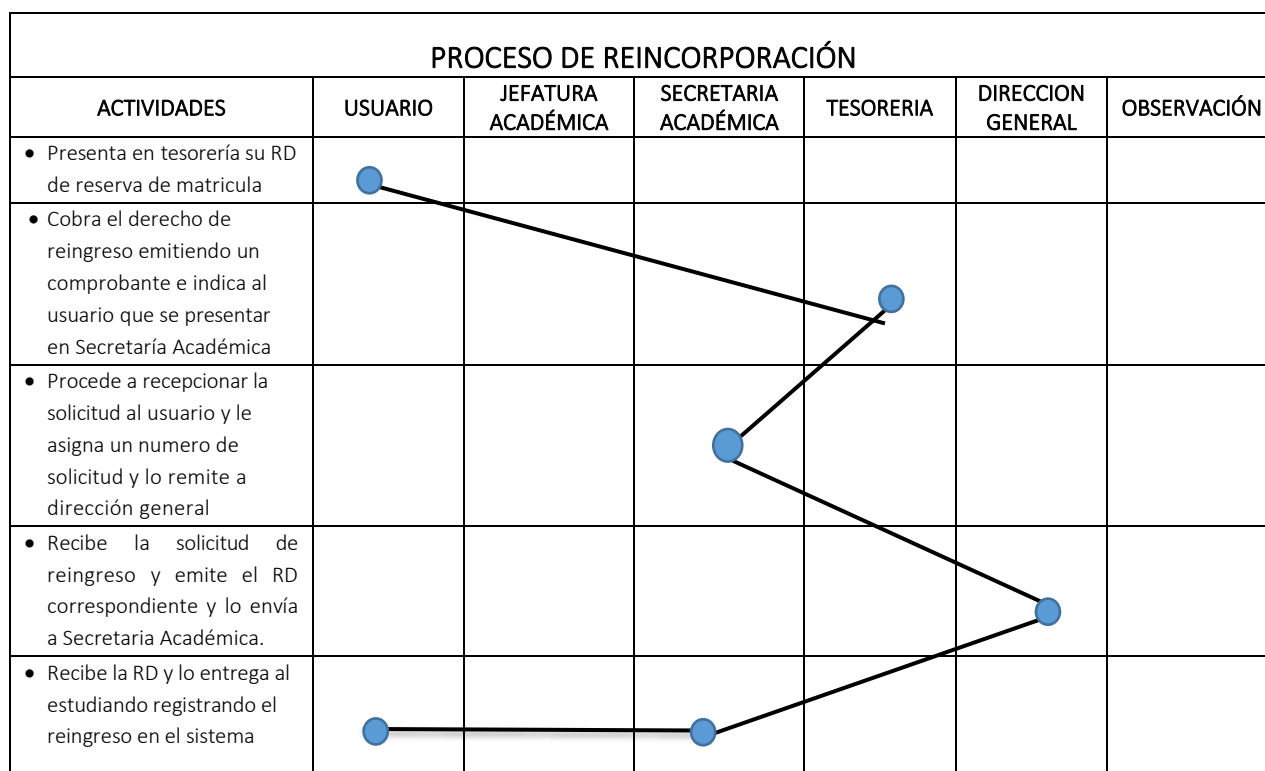 PROCESO DE REINCORPORACIÓN
ACTIVIDADES
USUARIO
JEFATURA
ACADÉMICA
SECRETARIA
ACADÉMICA
TESORERIA
DIRECCION
GENERAL
OBSERVACIÓN
• Presenta en tesorería su RD
de reserva de matricula
• Cobra el derecho de
reingreso emitiendo un
comprobante e indica al
usuario que se presentar
en Secretaría Académica
• Procede a recepcionar la
solicitud al usuario y le
asigna un numero de
solicitud y lo remite a
dirección general
• Recibe la solicitud de
reingreso y emite el RD
correspondiente y lo envía
a Secretaria Académica.
• Recibe la RD y lo entrega al
estudiando registrando el
reingreso en el sistema